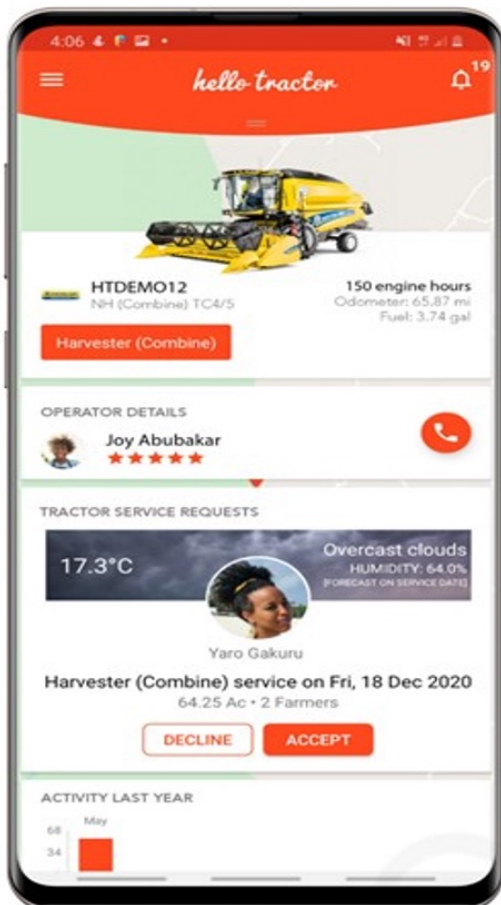 4:06
19
hello tractor
HTDEMO12
NH (Combine) TC4/5
150 engine hours
Odometer: 65.87 mi
Fuel: 3.74 gal
Harvester (Combine)
OPERATOR DETAILS
Joy Abubakar
TRACTOR SERVICE REQUESTS
17.3°C
Overcast clouds
HUMIDITY: 64.0%
[FORECAST ON SERVICE DATE]
Yaro Gakuru
Harvester (Combine) service on Fri, 18 Dec 2020
64.25 Ac • 2 Farmers
DECLINE
ACCEPT
ACTIVITY LAST YEAR
68
May
34